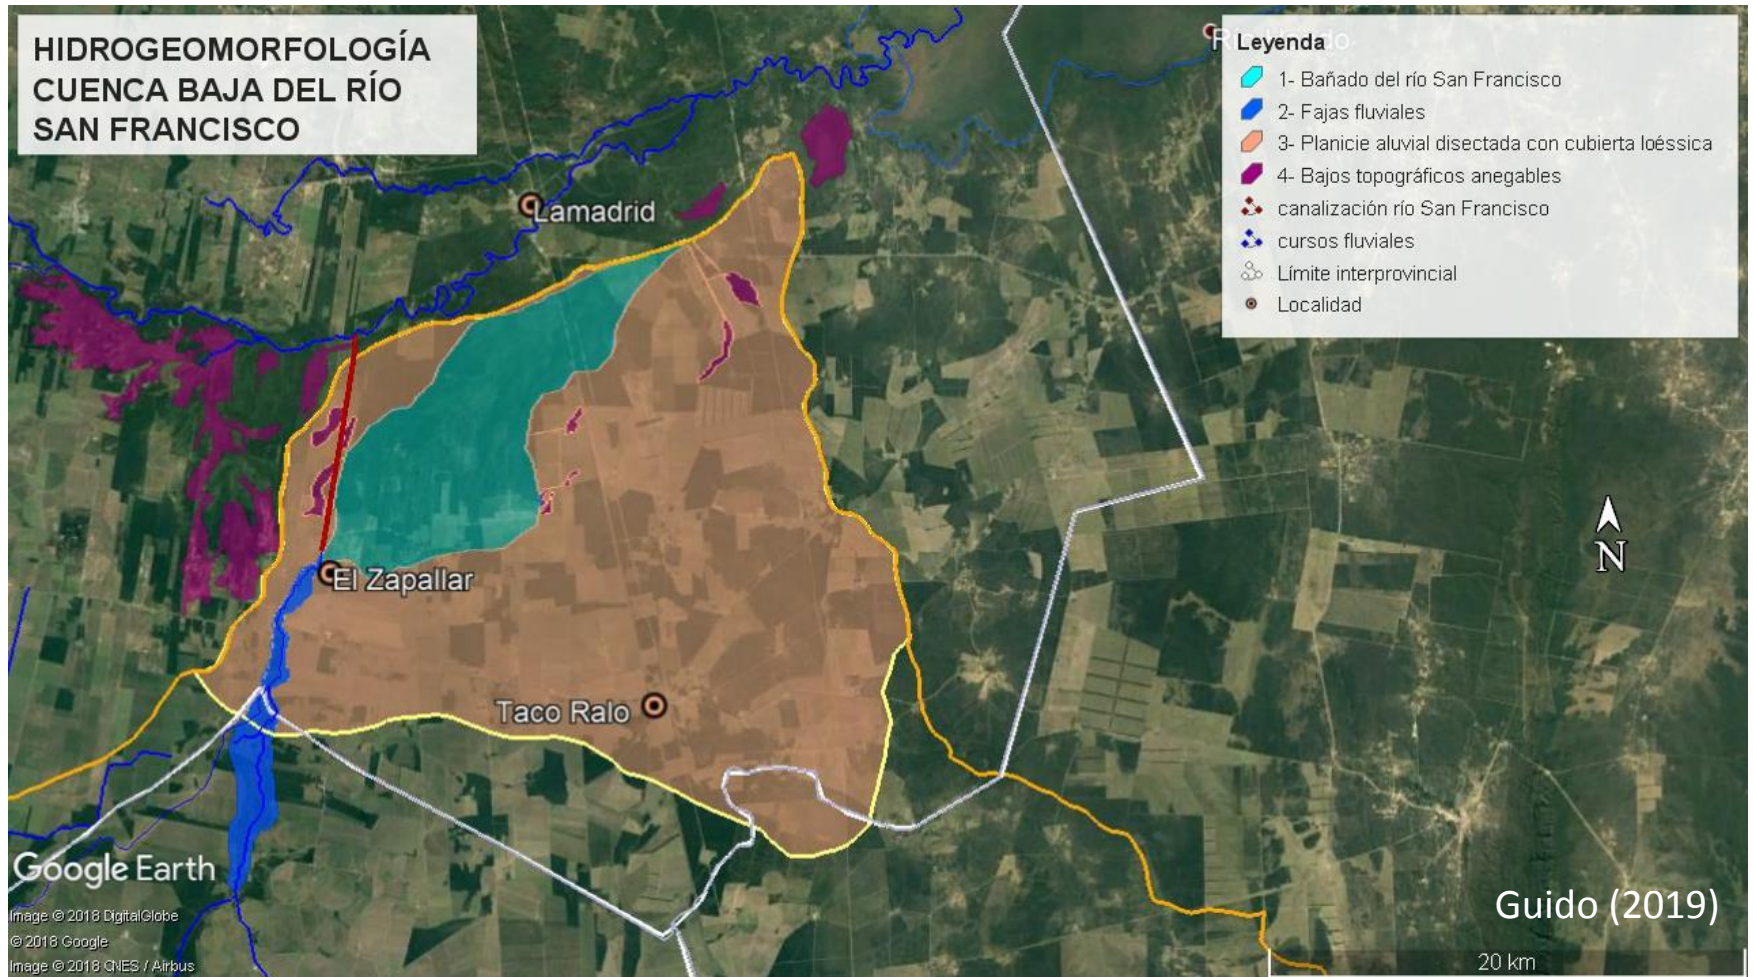 HIDROGEOMORFOLOGÍA
CUENCA BAJA DEL RÍO
SAN FRANCISCO
Leyenda
1- Bañado del río San Francisco
2- Fajas fluviales
3- Planicie aluvial disectada con cubierta loéssica
4- Bajos topográficos anegables
canalización río San Francisco
cursos fluviales
Límite interprovincial
Localidad
Lamadrid
El Zapallar
Taco Ralo
N
Google Earth
Image © 2018 DigitalGlobe
© 2018 Google
Image © 2018 CNES / Airbus
Guido (2019)
20 km